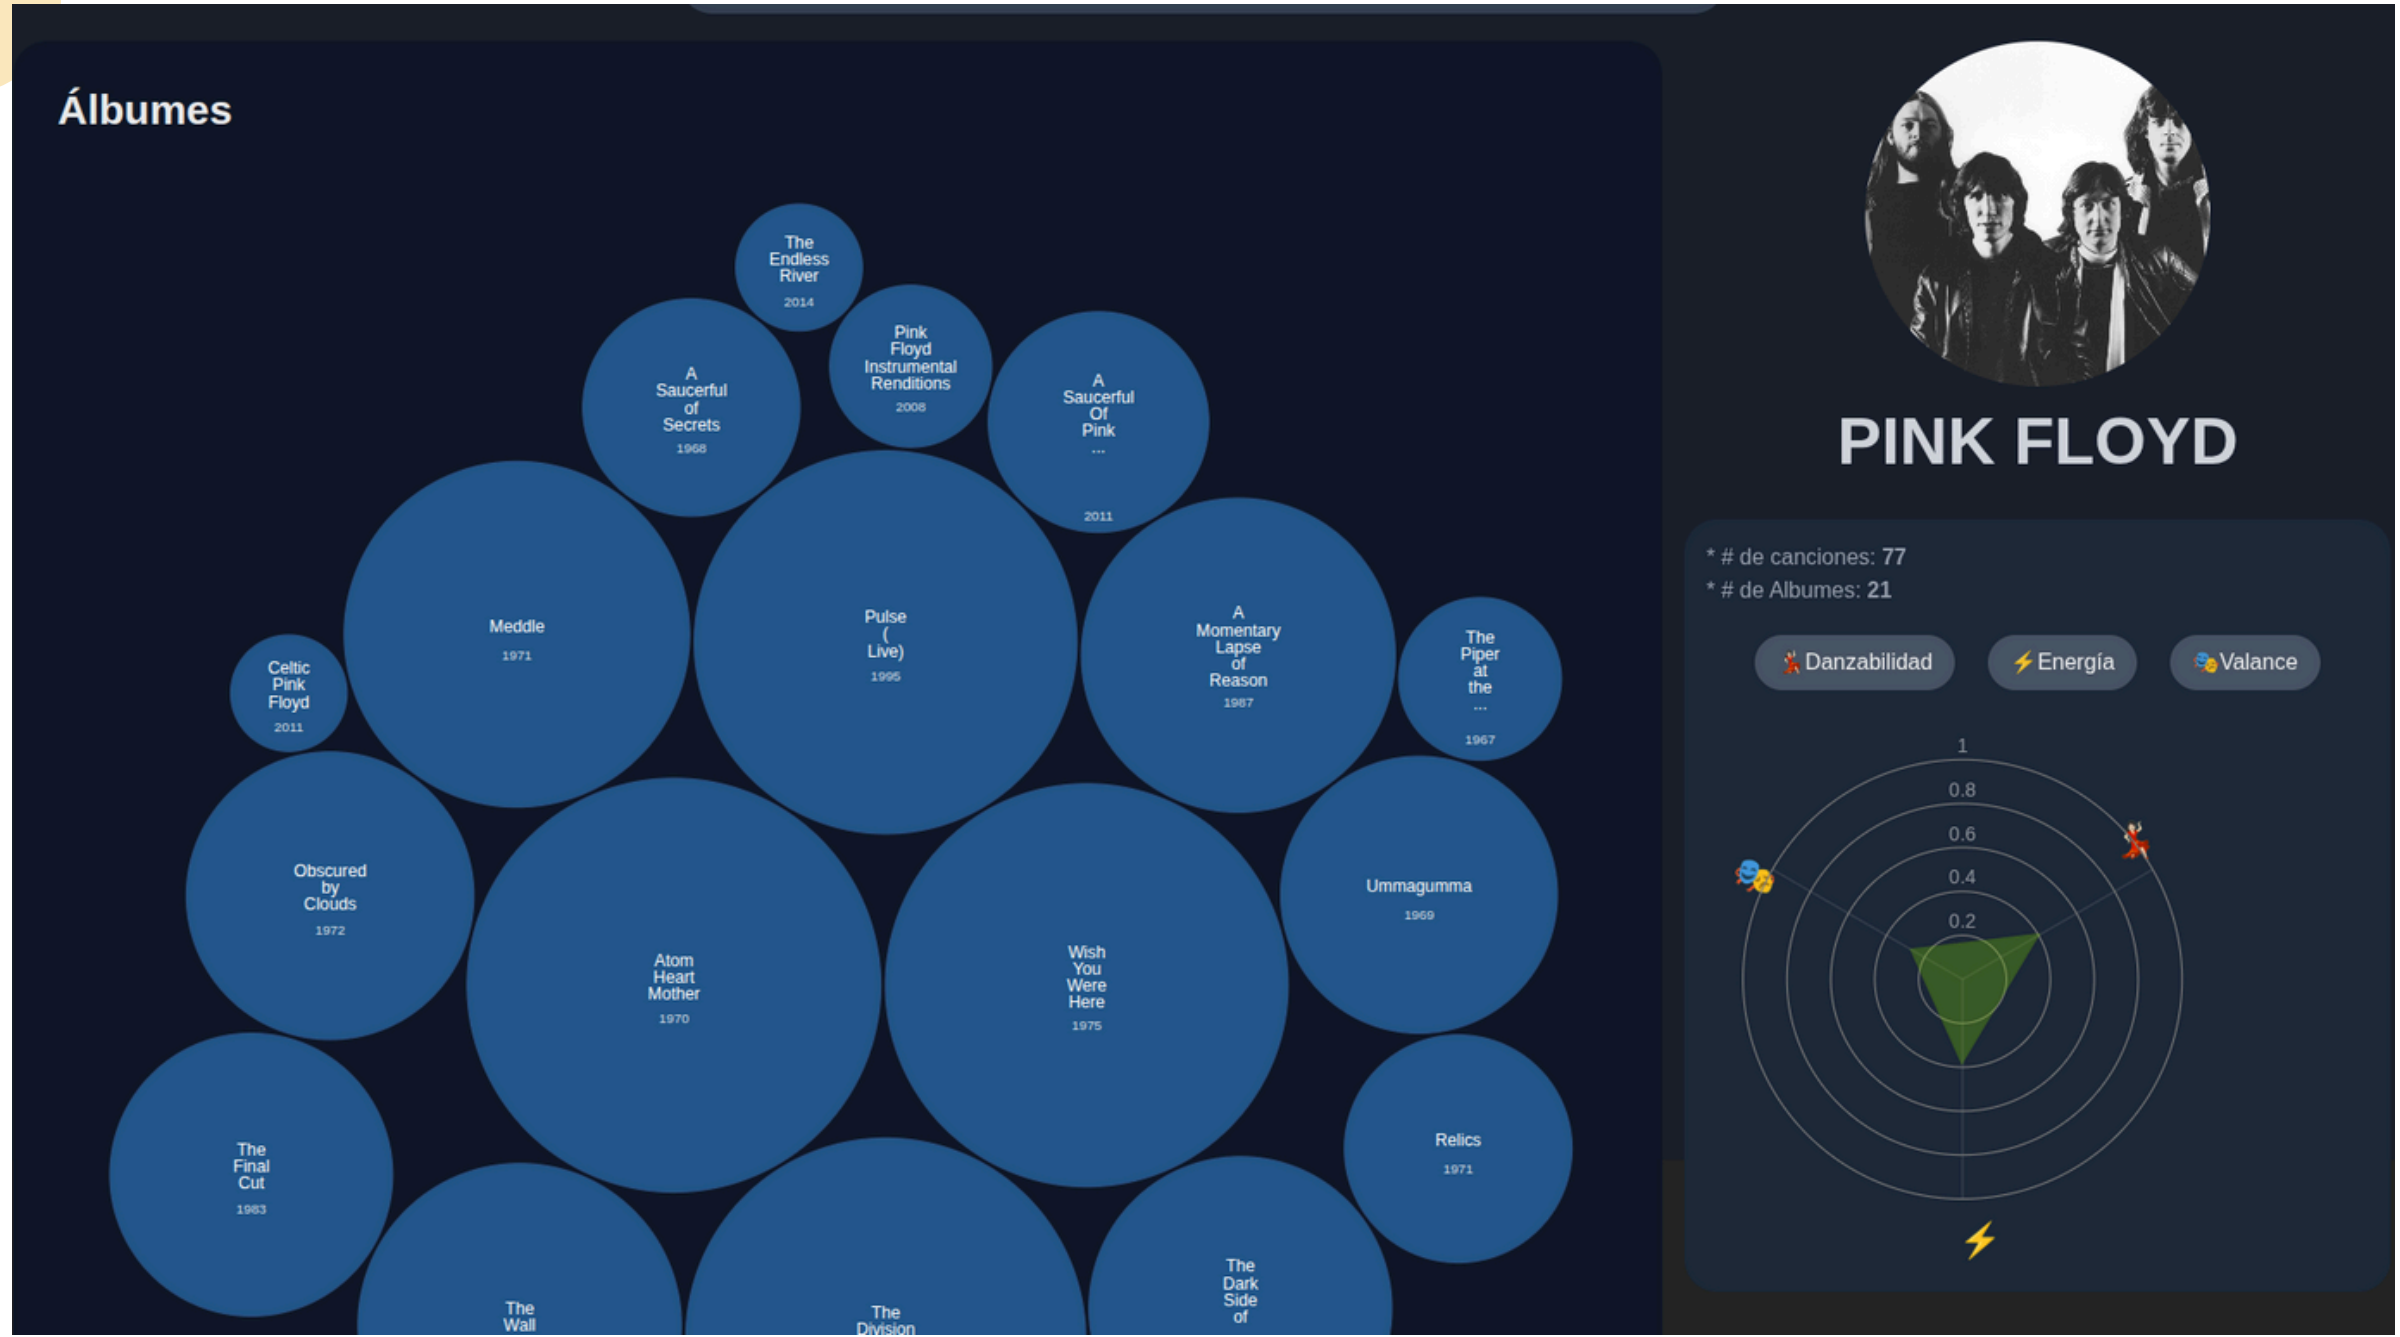 Álbumes
The
Endless
River
2014
Pink
Floyd
Instrumental
Renditions
2008
A
Saucerful
of
Secrets
1968
A
Saucerful
Of
Pink
...
2011
Meddle
1971
Pulse
(
Live)
1995
A
Momentary
Lapse
of
Reason
1987
The
Piper
at
the
...
1967
Celtic
Pink
Floyd
2011
Obscured
by
Clouds
1972
Atom
Heart
Mother
1970
Wish
You
Were
Here
1975
Ummagumma
1969
The
Final
Cut
1983
Relics
1971
The
Wall
The
Division
The
Dark
Side
of
PINK FLOYD
* # de canciones: 77
* # de Albumes: 21
Danzabilidad
Energía
Valance
1
0.8
0.6
0.4
0.2